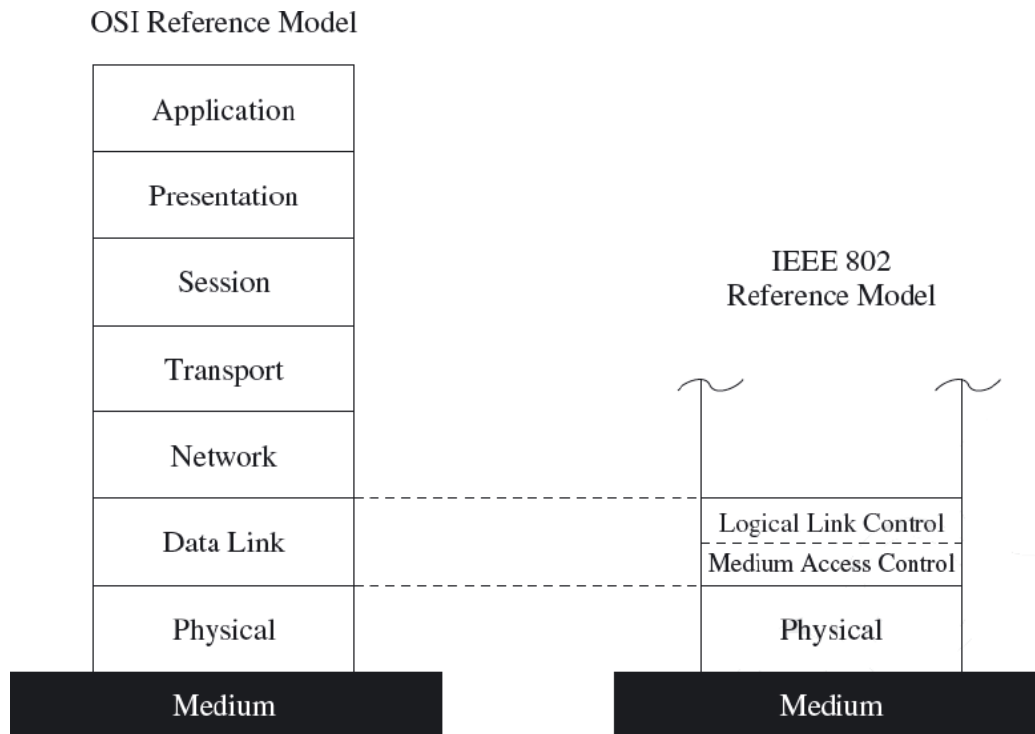 OSI Reference Model
Application
Presentation
Session
Transport
Network
Data Link
Physical
Medium
IEEE 802
Reference Model
Logical Link Control
Medium Access Control
Physical
Medium